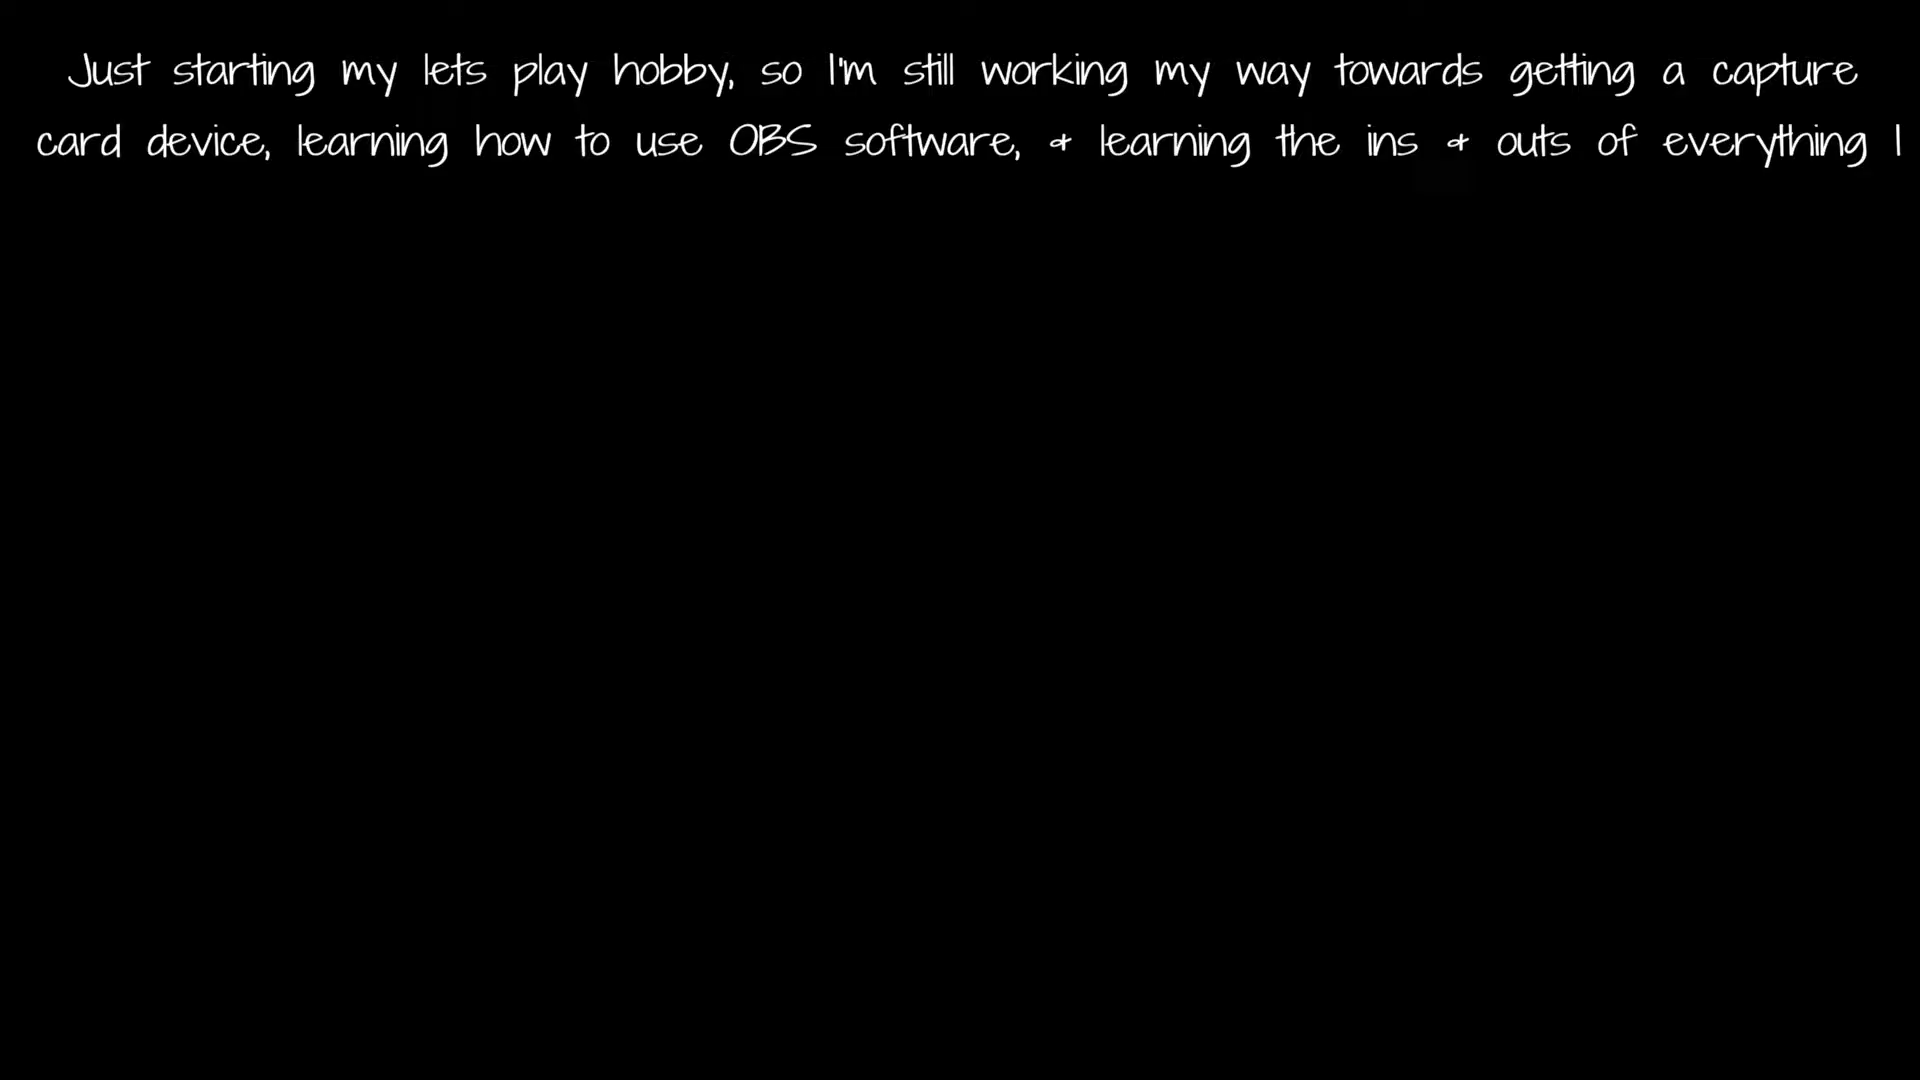 Just starting my lets play hobby, so I'm still working my way towards getting a capture
card device, learning how to use OBS software, & learning the ins & outs of everything I